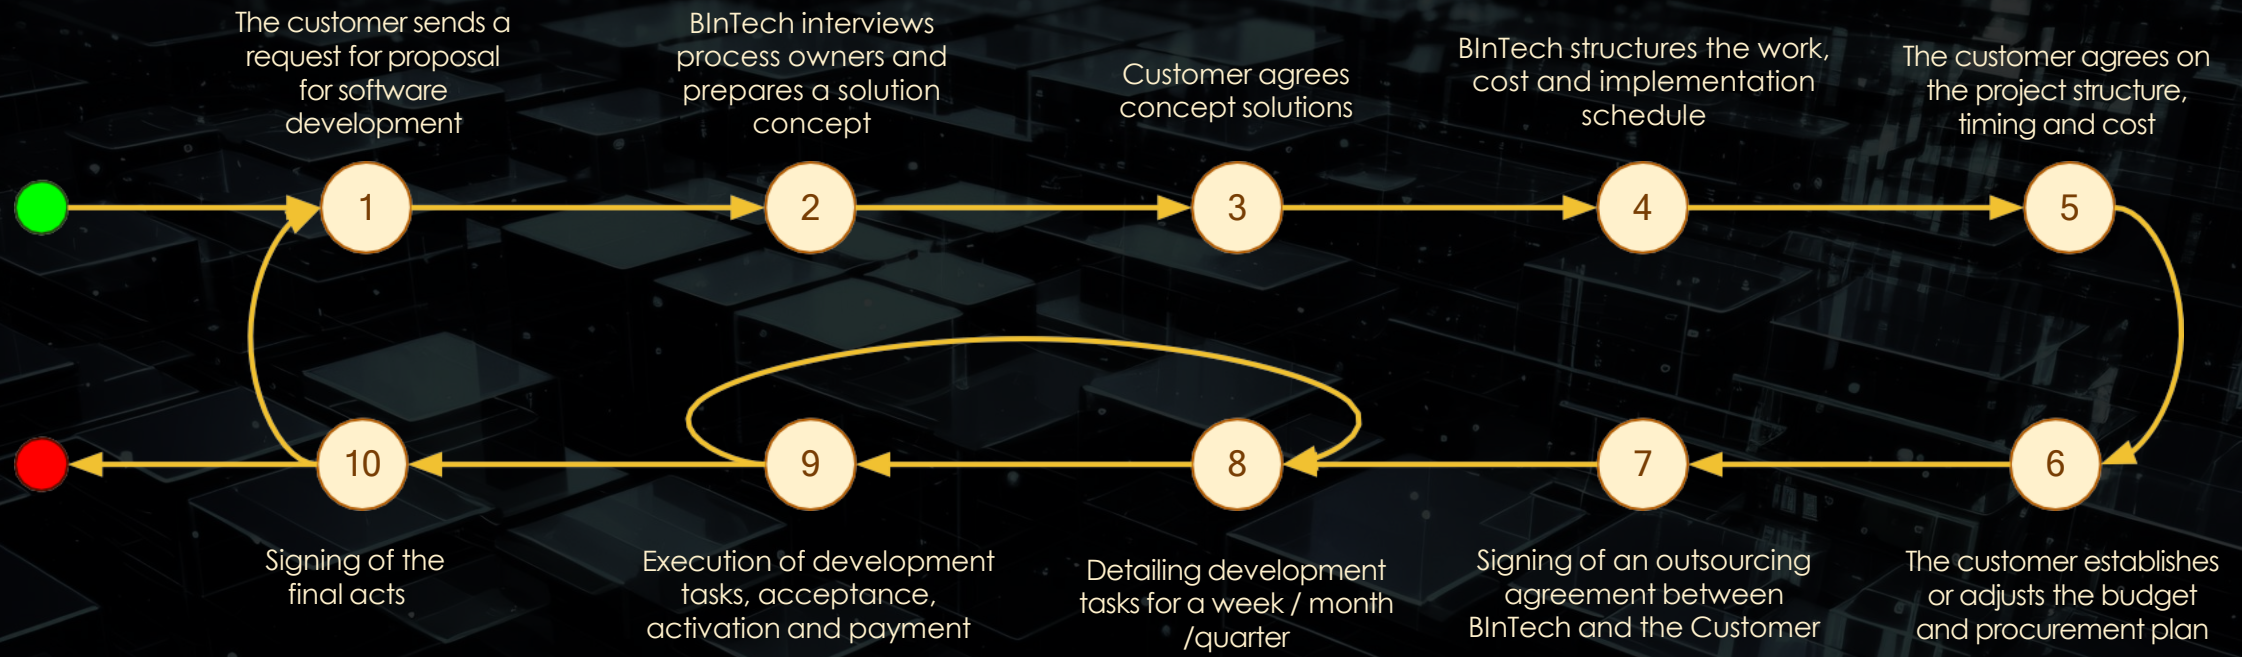 The customer sends a
request for proposal
for software
development
1
BInTech interviews
process owners and
prepares a solution
concept
2
Customer agrees
concept solutions
3
BInTech structures the work,
cost and implementation
schedule
4
The customer agrees on
the project structure,
timing and cost
5
6
The customer establishes
or adjusts the budget
and procurement plan
7
Signing of an outsourcing
agreement between
BInTech and the Customer
8
Detailing development
tasks for a week / month
/quarter
9
Execution of development
tasks, acceptance,
activation and payment
10
Signing of the
final acts